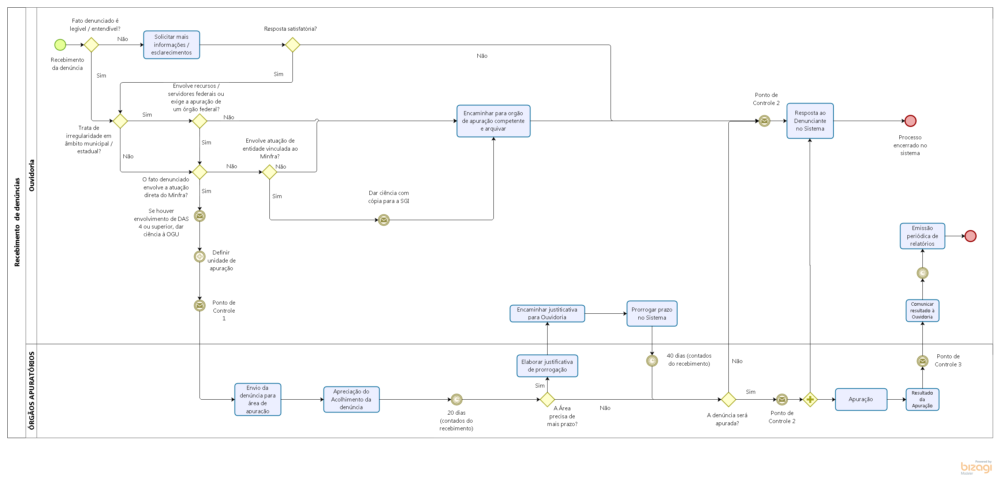 Recebimento de denúncias
Ouvidoria
ÓRGÃOS APURATÓRIOS
Fato denunciado é
legível / entendível?
Recebimento
da denúncia
Não
Sim
Solicitar mais
informações /
esclarecimentos
Resposta satisfatória?
Não
Sim
Trata de
irregularidade em
âmbito municipal /
estadual?
Sim
Não
Envolve recursos /
servidores federais ou
exige a apuração de
um órgão federal?
Não
Sim
O fato denunciado
envolve a atuação
direta do Minfra?
Não
Sim
Envolve atuação de
entidade vinculada ao
Minfra?
Não
Sim
Dar ciência com
cópia para a SGI
Encaminhar para orgão
de apuração competente
e arquivar
Ponto de
Controle 2
Resposta ao
Denunciante
no Sistema
Processo
encerrado no
sistema
Se houver
envolvimento de DAS
4 ou superior, dar
ciência à OGU
Definir
unidade de
apuração
Ponto de
Controle
1
Envio da
denúncia para
área de
apuração
Apreciação do
Acolhimento da
denúncia
20 dias
(contados do
recebimento)
A Área
precisa de
mais prazo?
Sim
Não
Elaborar justificativa
de prorrogação
Encaminhar justiticativa
para Ouvidoria
Prorrogar prazo
no Sistema
40 dias (contados
do recebimento)
A denúncia será
apurada?
Não
Sim
Ponto de
Controle 2
Apuração
Resultado
da
Apuração
Ponto de
Controle 3
Comunicar
resultado à
Ouvidoria
Emissão
periódica de
relatórios
Powered by
bizagi
Modeler